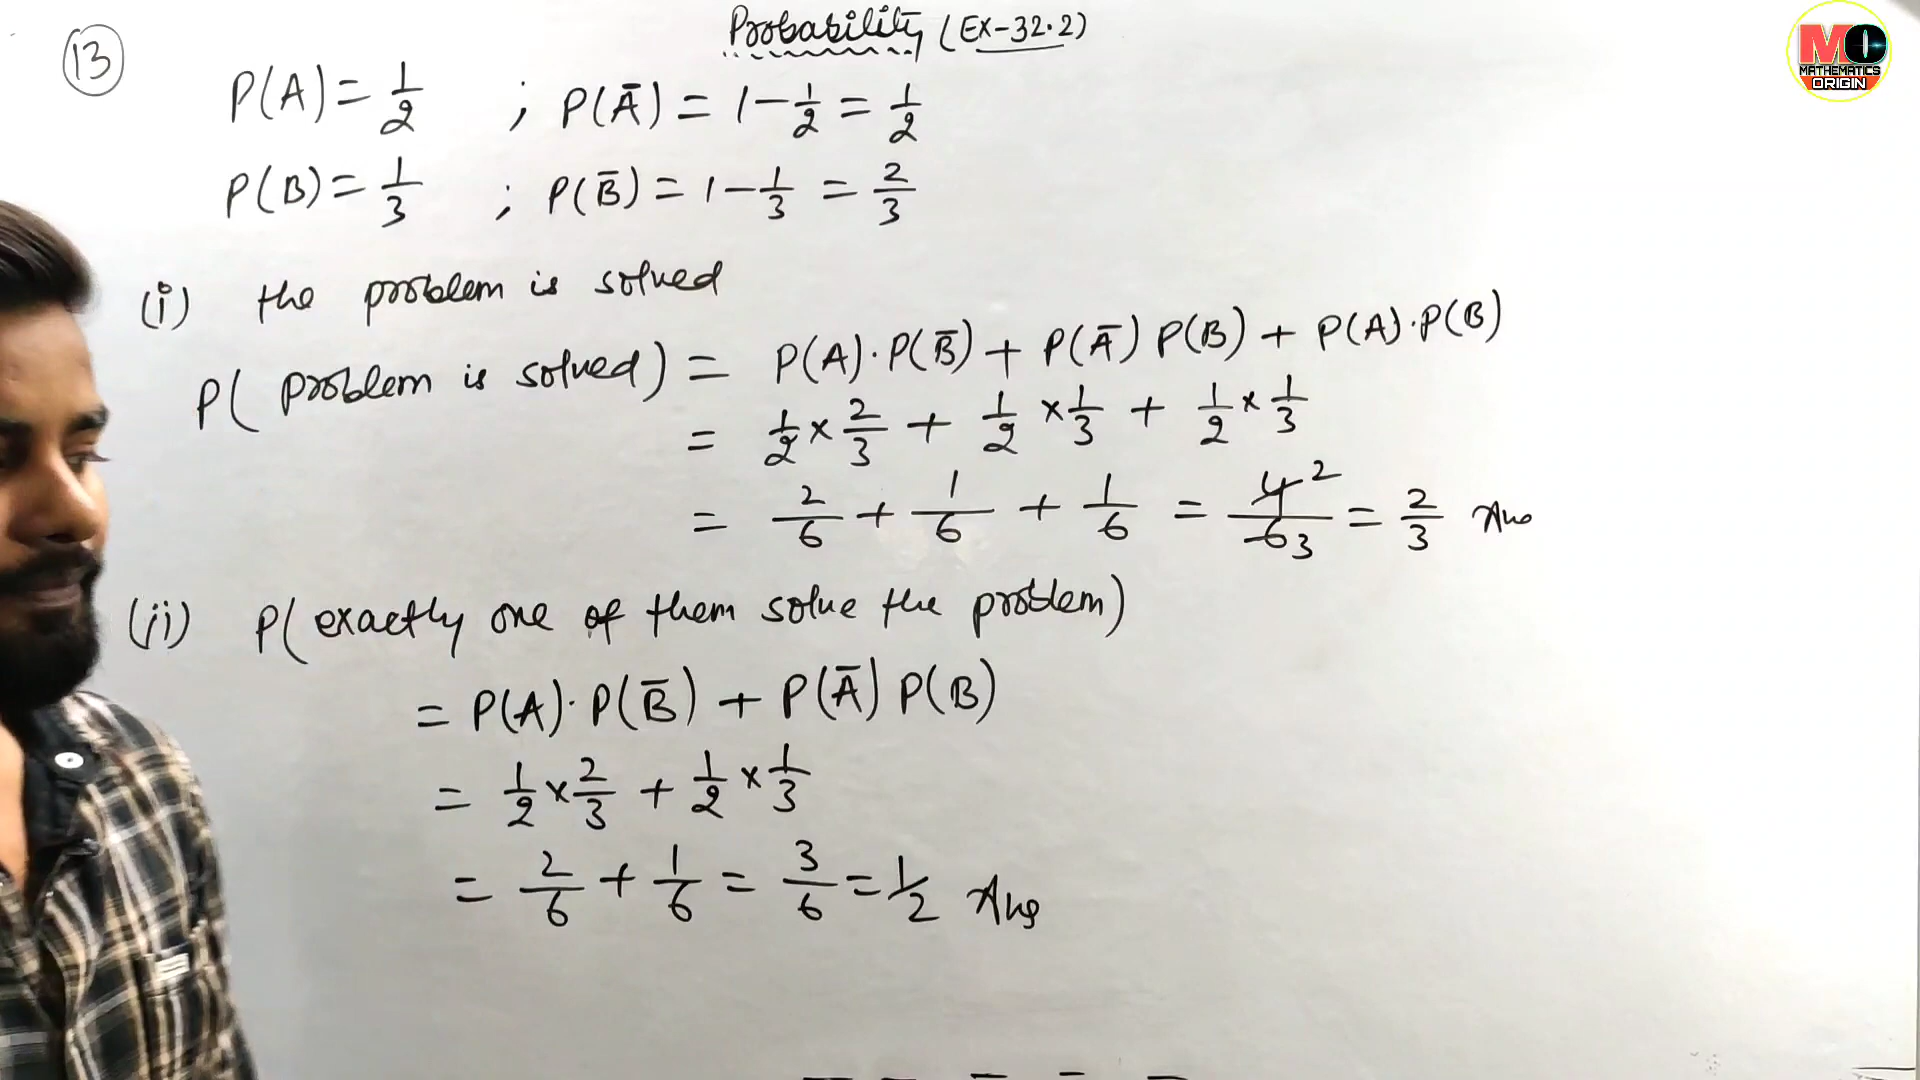 Probability (EX-32.2)
MO
MATHEMATICS
ORIGIN
(13)
P(A) = 1/2 ; P(Ā) = 1 - 1/2 = 1/2
P(B) = 1/3 ; P(B̄) = 1 - 1/3 = 2/3
(i) the problem is solved
P( problem is solved) = P(A)·P(B̄) + P(Ā) P(B) + P(A)·P(B)
= 1/2 × 2/3 + 1/2 × 1/3 + 1/2 × 1/3
= 2/6 + 1/6 + 1/6 = 4 2/6 3 = 2/3 Ans
(ii) P(exactly one of them solve the problem)
= P(A)·P(B̄) + P(Ā) P(B)
= 1/2 × 2/3 + 1/2 × 1/3
= 2/6 + 1/6 = 3/6 = 1/2 Ans